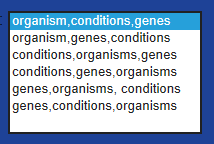 organism,conditions,genes
organism,genes,conditions
conditions,organisms,genes
conditions,genes,organisms
genes,organisms, conditions
genes,conditions,organisms